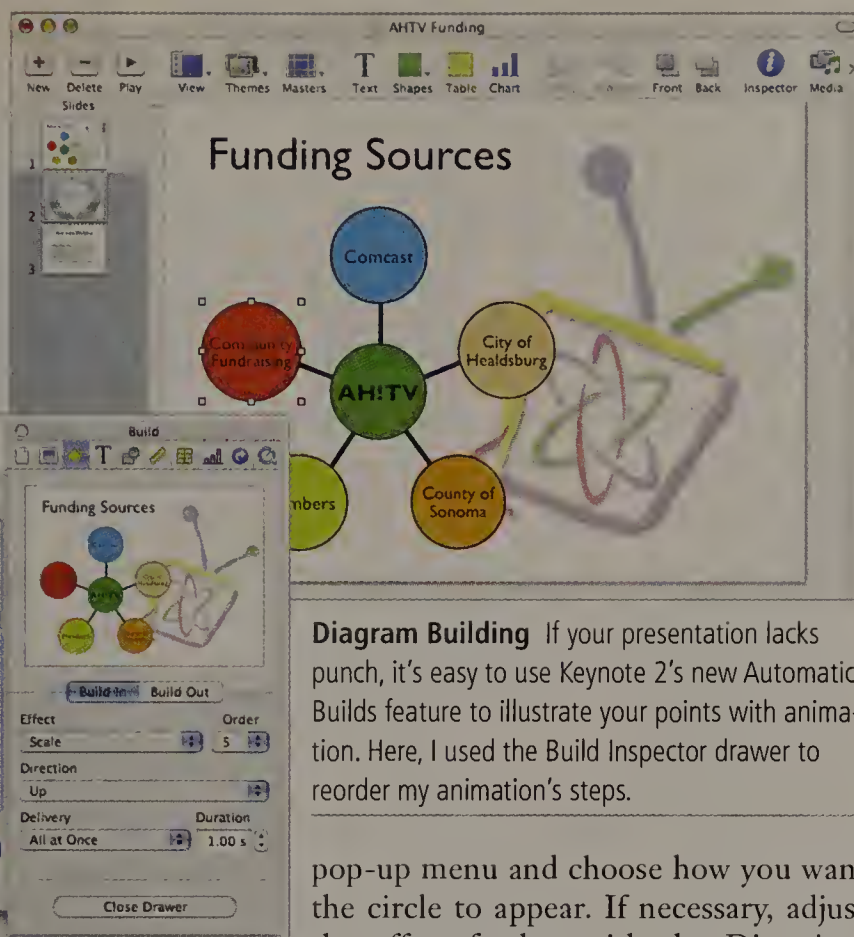 AHTV Funding
New Delete Play View Themes Masters Text Shapes Table Chart Front Back Inspector Media
Slides
1
2
3
Funding Sources
Comcast
Community
Fundraising
City of
Healdsburg
AH!TV
mbers
County of
Sonoma
Build
Funding Sources
AH!TV
Build In Build Out
Effect Order
Scale 5
Direction
Up
Delivery Duration
All at Once 1.00 s
Close Drawer
Diagram Building If your presentation lacks
punch, it's easy to use Keynote 2's new Automatic
Builds feature to illustrate your points with anima-
tion. Here, I used the Build Inspector drawer to
reorder my animation's steps.
pop-up menu and choose how you wan
the circle to appear. If necessary, adjus